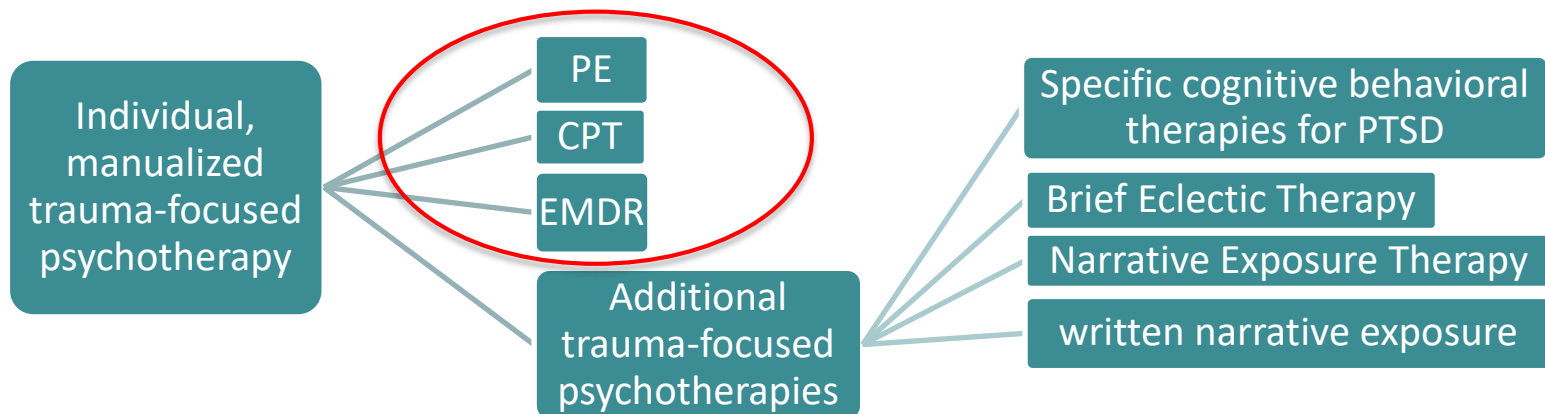 Individual,
manualized
trauma-focused
psychotherapy
PE
CPT
EMDR
Additional
trauma-focused
psychotherapies
Specific cognitive behavioral
therapies for PTSD
Brief Eclectic Therapy
Narrative Exposure Therapy
written narrative exposure